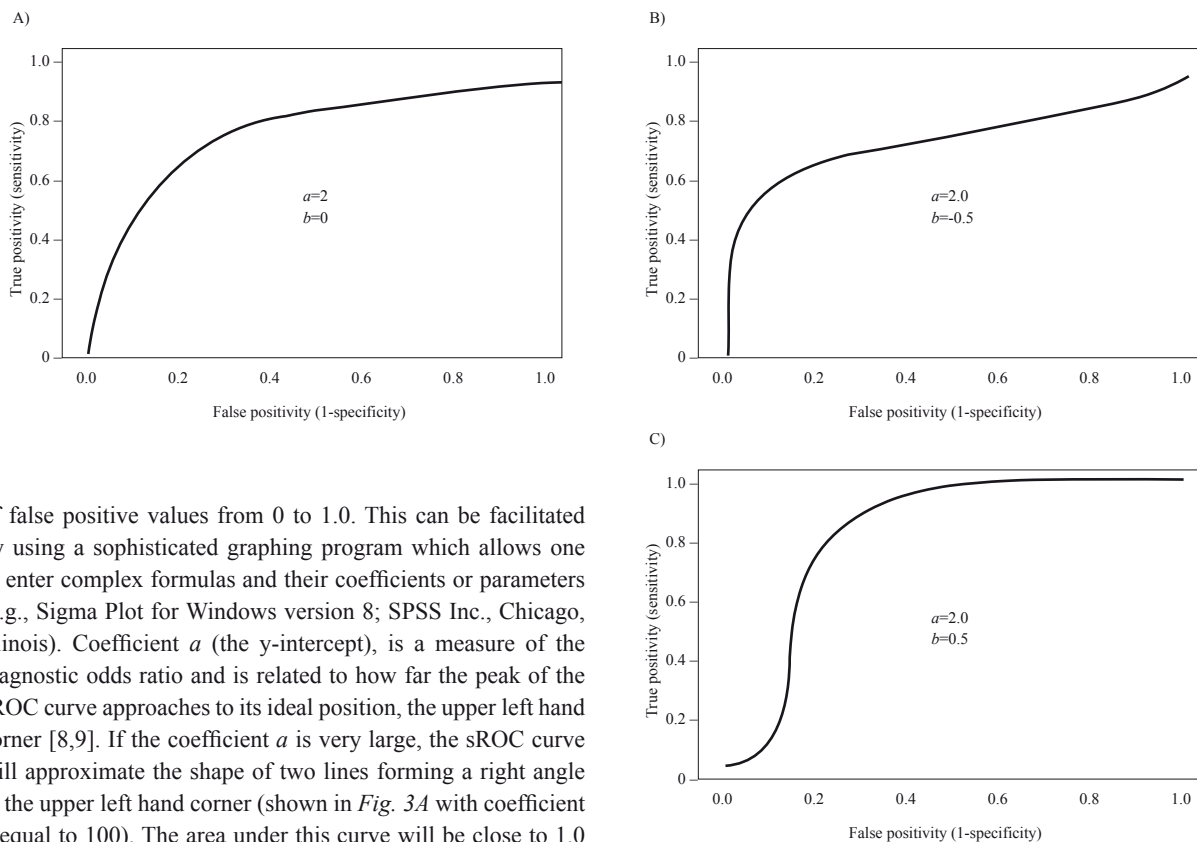 A)
1.0
0.8
0.6
0.4
0.2
0
True positivity (sensitivity)
a=2
b=0
0.0 0.2 0.4 0.6 0.8 1.0
False positivity (1-specificity)
B)
1.0
0.8
0.6
0.4
0.2
0
True positivity (sensitivity)
a=2.0
b=-0.5
0.0 0.2 0.4 0.6 0.8 1.0
False positivity (1-specificity)
C)
1.0
0.8
0.6
0.4
0.2
0
True positivity (sensitivity)
a=2.0
b=0.5
0.0 0.2 0.4 0.6 0.8 1.0
False positivity (1-specificity)
f false positive values from 0 to 1.0. This can be facilitated
y using a sophisticated graphing program which allows one
enter complex formulas and their coefficients or parameters
.g., Sigma Plot for Windows version 8; SPSS Inc., Chicago,
linois). Coefficient a (the y-intercept), is a measure of the
agnostic odds ratio and is related to how far the peak of the
ROC curve approaches to its ideal position, the upper left hand
orner [8,9]. If the coefficient a is very large, the sROC curve
ill approximate the shape of two lines forming a right angle
the upper left hand corner (shown in Fig. 3A with coefficient
equal to 100). The area under this curve will be close to 1.0